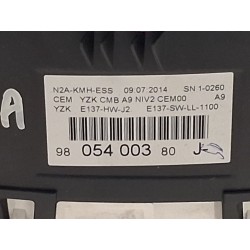 N2A-KMH-ESS 09.07.2014 SN 1-0260
CEM YZK CMB A9 NIV2 CEM00 A9
YZK E137-HW-J2. E137-SW-LL-1100
98 054 003 80
A